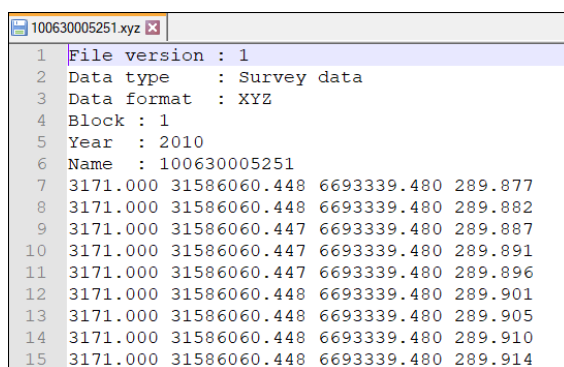 100630005251.xyz
1 File version : 1
2 Data type    : Survey data
3 Data format  : XYZ
4 Block : 1
5 Year  : 2010
6 Name  : 100630005251
7 3171.000 31586060.448 6693339.480 289.877
8 3171.000 31586060.448 6693339.480 289.882
9 3171.000 31586060.447 6693339.480 289.887
10 3171.000 31586060.447 6693339.480 289.891
11 3171.000 31586060.447 6693339.480 289.896
12 3171.000 31586060.448 6693339.480 289.901
13 3171.000 31586060.448 6693339.480 289.905
14 3171.000 31586060.448 6693339.480 289.910
15 3171.000 31586060.448 6693339.480 289.914